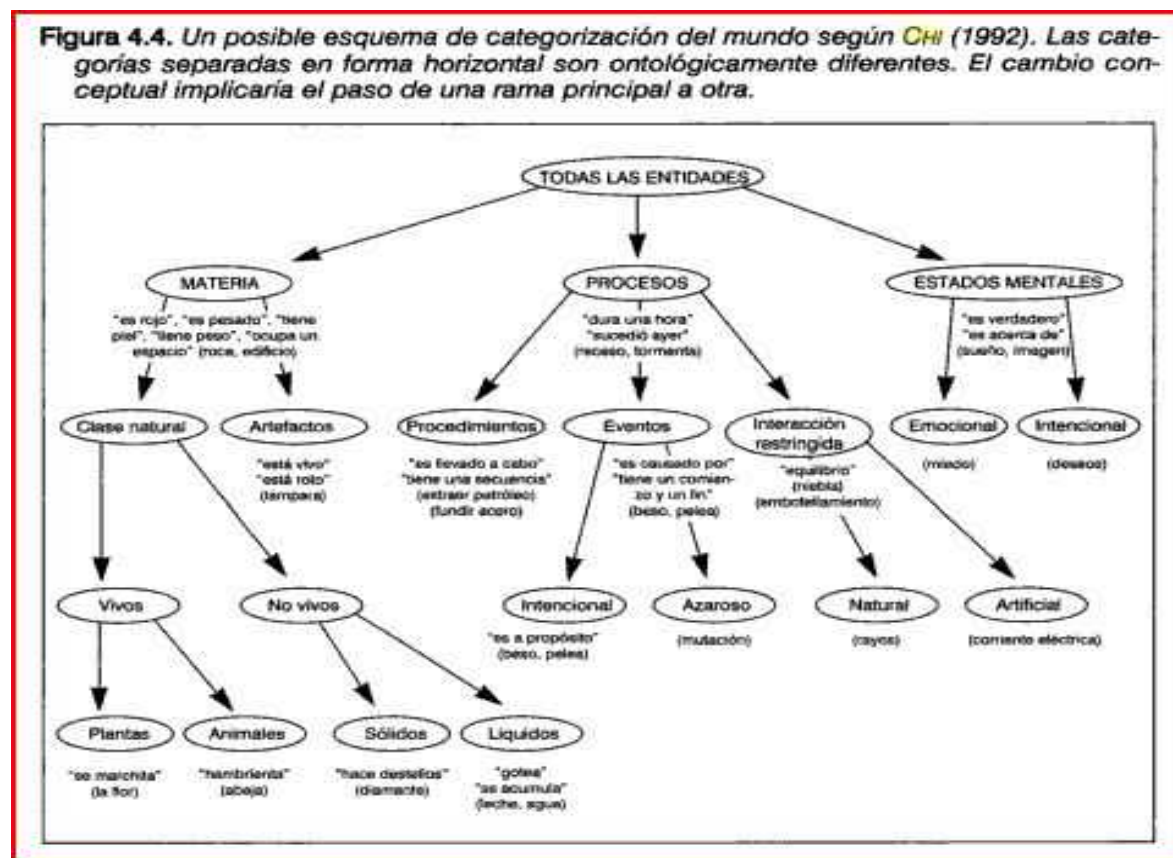 Figura 4.4. Un posible esquema de categorización del mundo según CHI (1992). Las cate-
gorías separadas en forma horizontal son ontológicamente diferentes. El cambio con-
ceptual implicaría el paso de una rama principal a otra.
TODAS LAS ENTIDADES
MATERIA
PROCESOS
ESTADOS MENTALES
"es rojo", "es pesado", "tiene
piel", "tiene peso", "ocupa un
espacio" (roca, edificio)
"dura una hora"
"sucedió ayer"
(receso, tormenta)
"es verdadero"
"es acerca de"
(sueño, imagen)
Clase natural
Artefactos
Procedimientos
Eventos
Interacción
restringida
Emocional
Intencional
"está vivo"
"está roto"
(lámpara)
"es llevado a cabo"
"tiene una secuencia"
(extraer petróleo)
(fundir acero)
"es causado por"
"tiene un comien-
zo y un fin"
(beso, pelea)
"equilibrio"
(niebla)
(embotellamiento)
(miedo)
(deseos)
Vivos
No vivos
Intencional
Azaroso
Natural
Artificial
"es a propósito"
(beso, pelea)
(mutación)
(rayos)
(corriente eléctrica)
Plantas
Animales
Sólidos
Líquidos
"se marchita"
(la flor)
"hambrienta"
(abeja)
"hace destellos"
(diamante)
"gotea"
"se acumula"
(leche, agua)